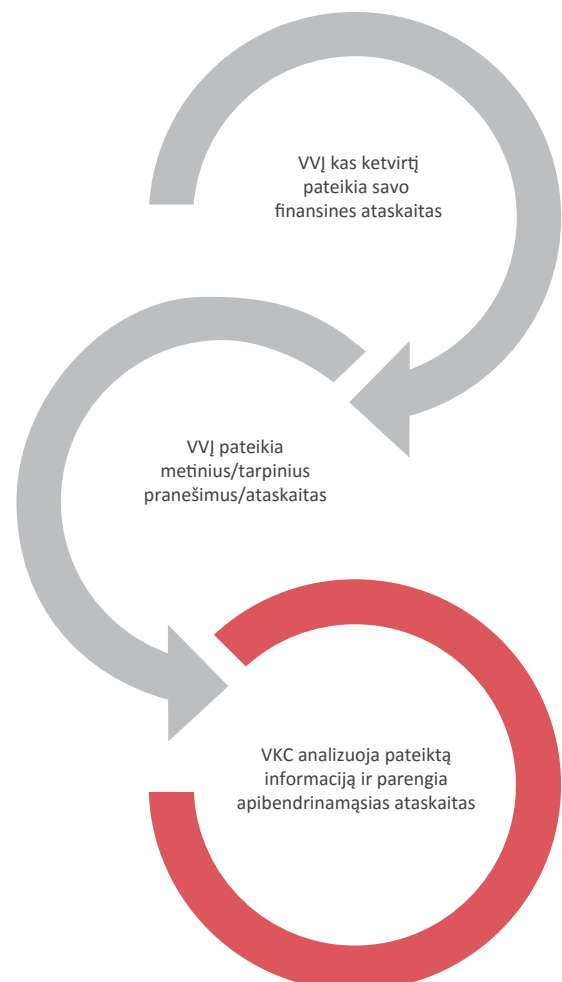 VVĮ kas ketvirtį
pateikia savo
finansines ataskaitas
VVĮ pateikia
metinius/tarpinius
pranešimus/ataskaitas
VKC analizuoja pateiktą
informaciją ir parengia
apibendrinamąsias ataskaitas